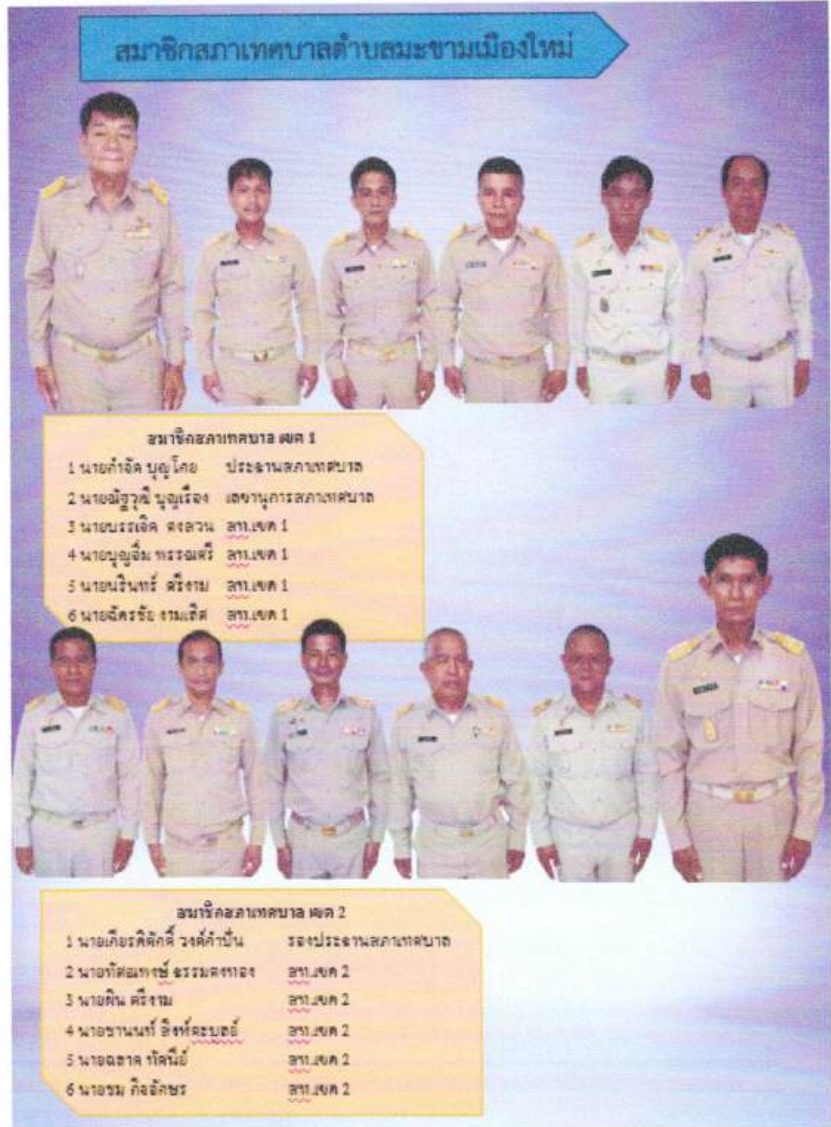 สมาชิกสภาเทศบาลตำบลมะขามเมืองใหม่
สมาชิกสภาเทศบาล เขต 1
1 นายกำจัด บุญโคย ประธานสภาเทศบาล
2 นายณัฐวุฒิ บุญเรือง เลขานุการสภาเทศบาล
3 นายบรรเจิด คงสวน สท.เขต 1
4 นายบุญอิ่ม พรรณศรี สท.เขต 1
5 นายนรินทร์ ตรีงาม สท.เขต 1
6 นายฉัตรชัย งามเลิศ สท.เขต 1
สมาชิกสภาเทศบาล เขต 2
1 นายเกียรติศักดิ์ วงค์คำปั่น รองประธานสภาเทศบาล
2 นายทัศณพงษ์ ธรรมตงทอง สท.เขต 2
3 นายผิน ตรีงาม สท.เขต 2
4 นายชานนท์ สิงห์ตะบูลย์ สท.เขต 2
5 นายฉลาด ทัดนีย์ สท.เขต 2
6 นายชม กิจอักษร สท.เขต 2